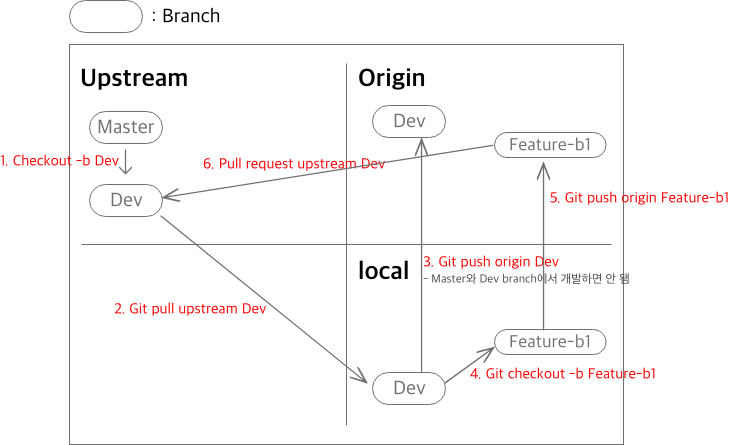 : Branch
Upstream
Origin
Master
Dev
Feature-b1
1. Checkout -b Dev
6. Pull request upstream Dev
Dev
5. Git push origin Feature-b1
local
3. Git push origin Dev
- Master와 Dev branch에서 개발하면 안 됌
2. Git pull upstream Dev
Feature-b1
4. Git checkout -b Feature-b1
Dev